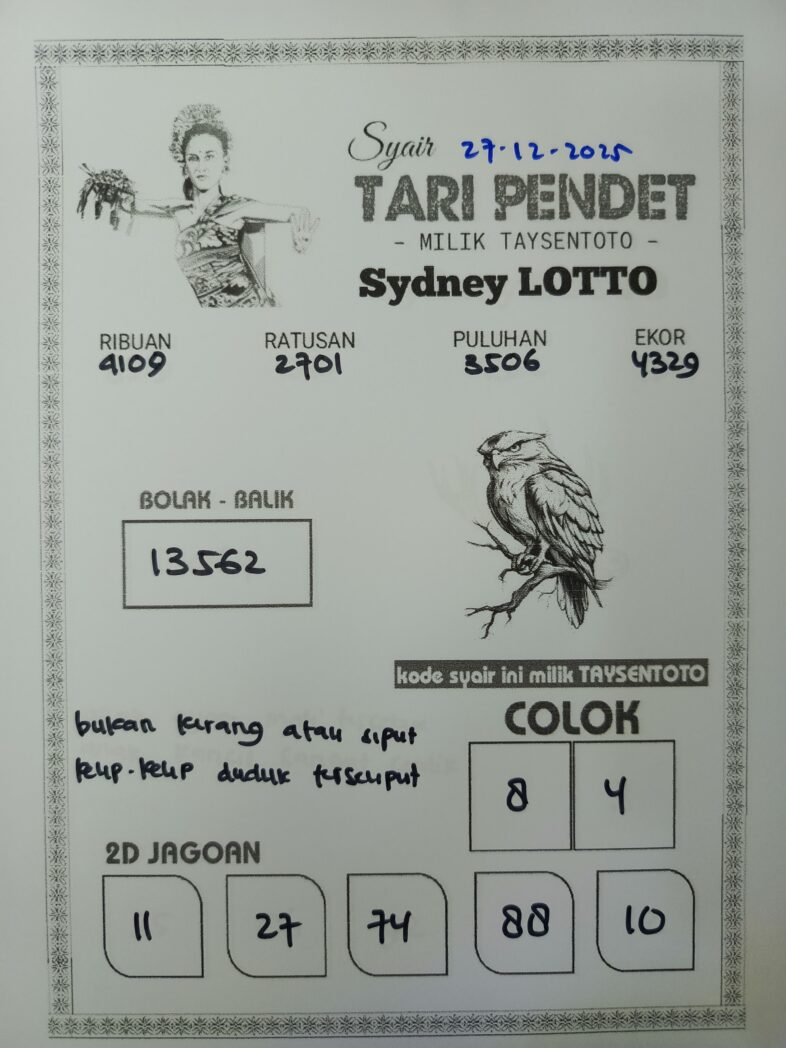 Syair 27-12-2025
TARI PENDET
- MILIK TAYSENTOTO -
Sydney LOTTO
RIBUAN RATUSAN PULUHAN EKOR
4109 2701 3506 4329
BOLAK - BALIK
13562
kode syair ini milik TAYSENTOTO
bukan kerang atau siput
kelip-kelip duduk terseliput
COLOK
8 4
2D JAGOAN
11 27 74 88 10